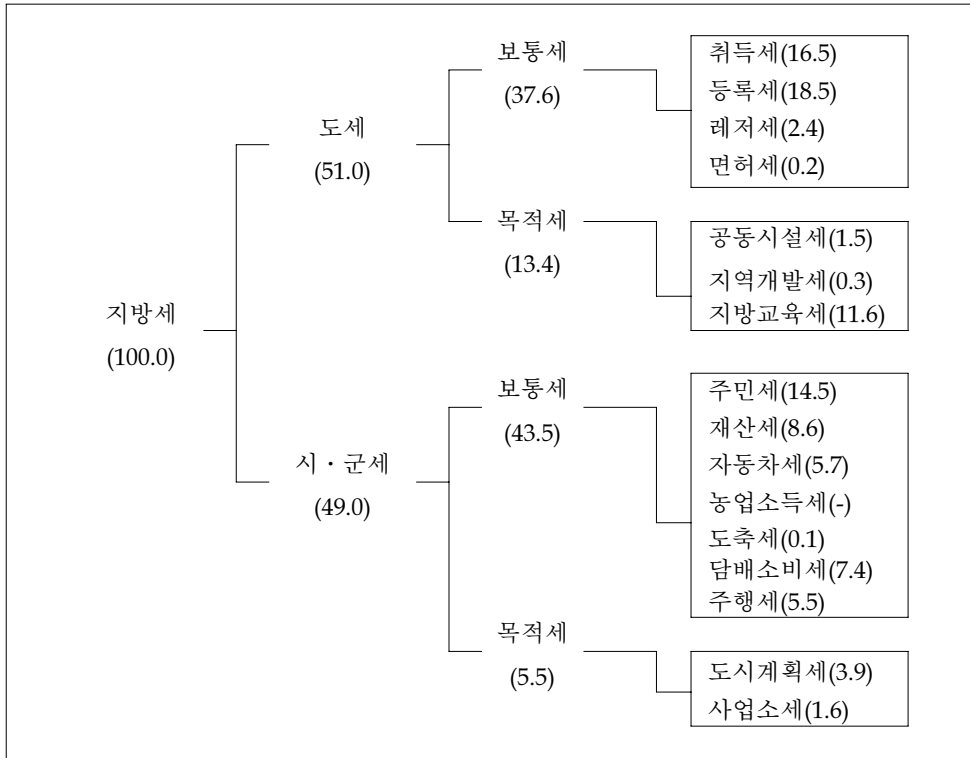 지방세
(100.0)
도세
(51.0)
보통세
(37.6)
취득세(16.5)
등록세(18.5)
레저세(2.4)
면허세(0.2)
목적세
(13.4)
공동시설세(1.5)
지역개발세(0.3)
지방교육세(11.6)
시・군세
(49.0)
보통세
(43.5)
주민세(14.5)
재산세(8.6)
자동차세(5.7)
농업소득세(-)
도축세(0.1)
담배소비세(7.4)
주행세(5.5)
목적세
(5.5)
도시계획세(3.9)
사업소세(1.6)